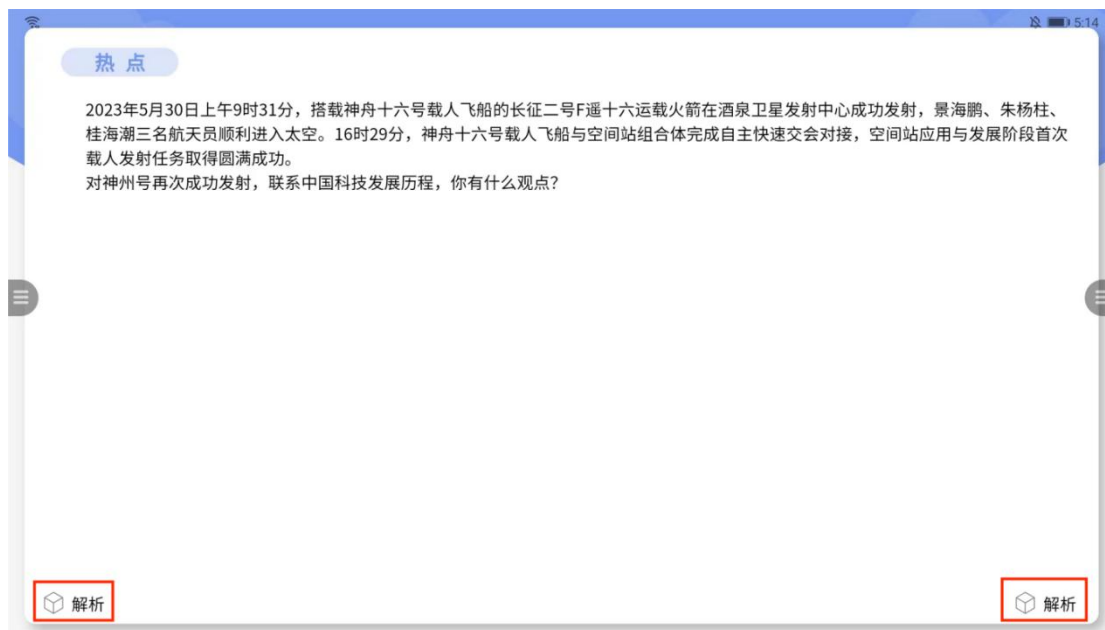 5:14
热点
2023年5月30日上午9时31分，搭载神舟十六号载人飞船的长征二号F遥十六运载火箭在酒泉卫星发射中心成功发射，景海鹏、朱杨柱、
桂海潮三名航天员顺利进入太空。16时29分，神舟十六号载人飞船与空间站组合体完成自主快速交会对接，空间站应用与发展阶段首次
载人发射任务取得圆满成功。
对神州号再次成功发射，联系中国科技发展历程，你有什么观点？
解析
解析